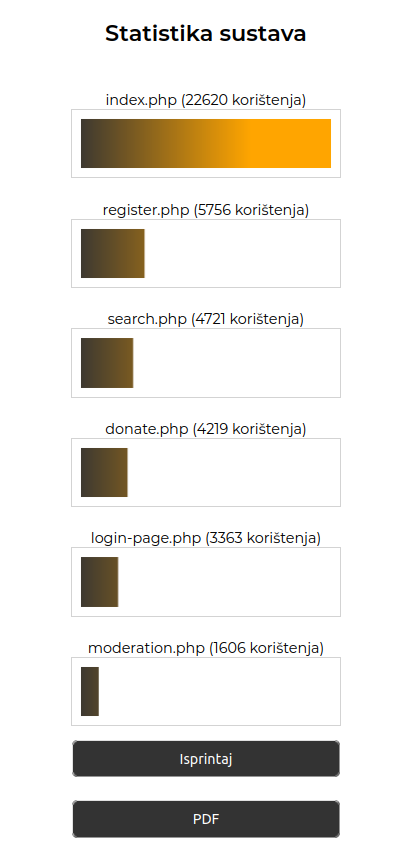 Statistika sustava
index.php (22620 korištenja)
register.php (5756 korištenja)
search.php (4721 korištenja)
donate.php (4219 korištenja)
login-page.php (3363 korištenja)
moderation.php (1606 korištenja)
Isprintaj
PDF